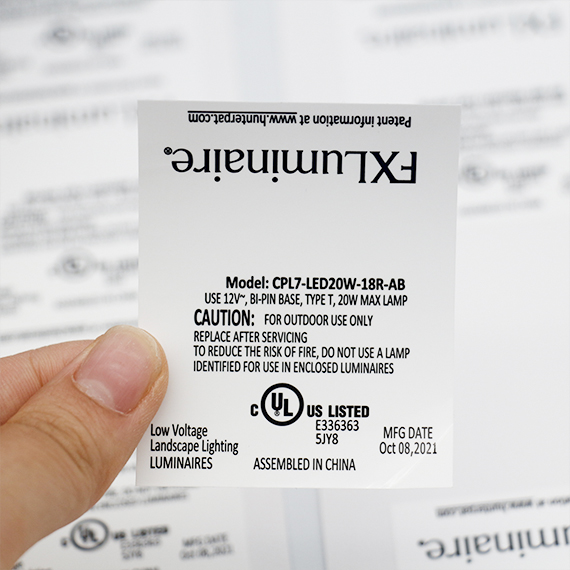 Patent information at www.hunterpat.com
FXLuminaire®
Model: CPL7-LED20W-18R-AB
USE 12V~, BI-PIN BASE, TYPE T, 20W MAX LAMP
CAUTION: FOR OUTDOOR USE ONLY
REPLACE AFTER SERVICING
TO REDUCE THE RISK OF FIRE, DO NOT USE A LAMP
IDENTIFIED FOR USE IN ENCLOSED LUMINAIRES
C UL® US LISTED
E336363
5JY8
Low Voltage
Landscape Lighting
LUMINAIRES
ASSEMBLED IN CHINA
MFG DATE
Oct 08,2021
FXLuminaire®